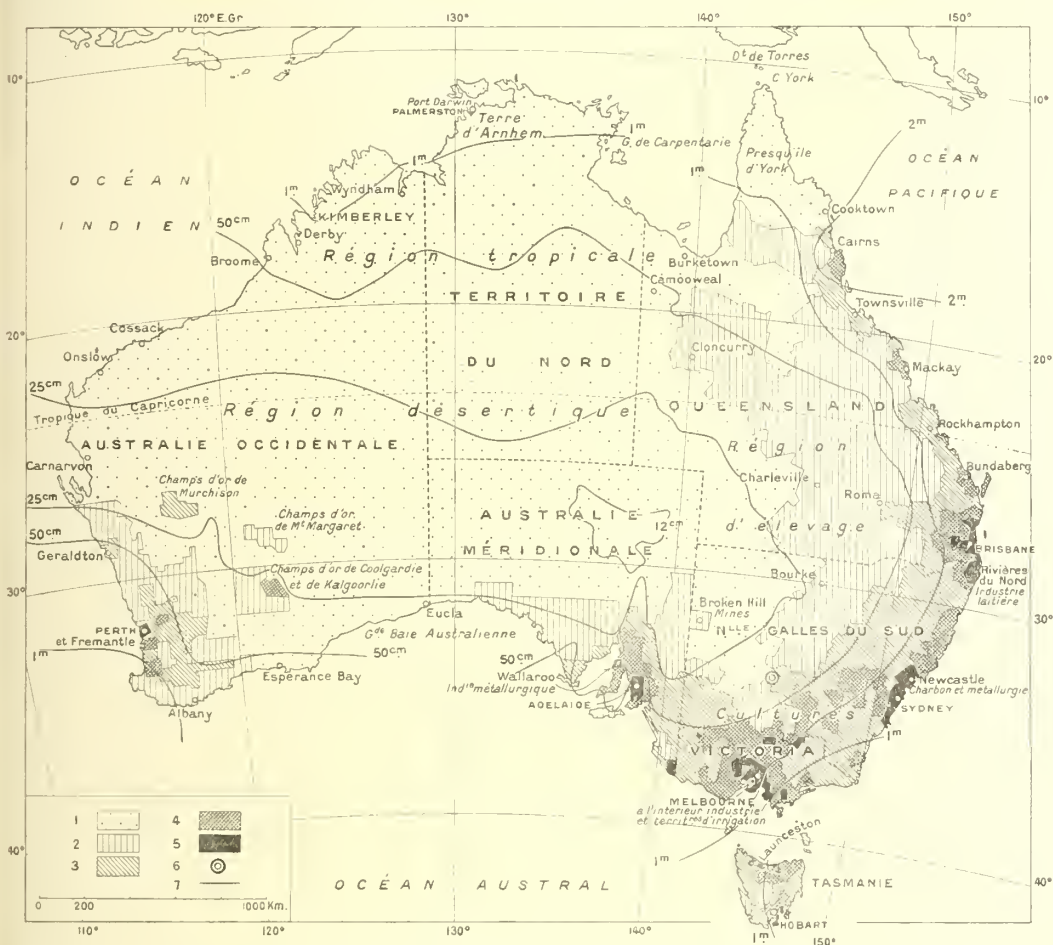 120° E.Gr
130°
140°
150°
10°
Dt de Torres
C York
10°
Port Darwin
PALMERSTON
Terre
d'Arnhem
1m
G. de Carpentarie
2m
OCÉAN
PACIFIQUE
Presqu'ile
d'York
1m
OCÉAN
INDIEN
1m
1m
Wyndham
50cm
KIMBERLEY
Derby
Broome
Région tropicale
Cooktown
Cairns
Burketown
Camooweal
TERRITOIRE
2m
Townsville
20°
Cossack
Onslow
DU NORD
Cloncurry
20°
Mackay
25cm
Tropique du Capricorne
Région désertique
QUEENSLAND
Rockhampton
AUSTRALIE OCCIDENTALE
Région
Carnarvon
Bundaberg
Champs d'or de
Murchison
Charleville
Roma
25cm
Champs d'or
de Mt Margaret
AUSTRALIE
12cm
d'élevage
50cm
MÉRIDIONALE
BRISBANE
Geraldton
Champs d'or de Coolgardie
et de Kalgoorlie
Bourke
Rivières
du Nord
Industrie
laitière
30°
30°
Eucla
Broken Hill
Mines
PERTH
et Fremantle
Gde Baie Australienne
Nlle GALLES DU SUD
1m
50cm
50cm
Esperance Bay
Wallaroo
Indie métallurgique
Newcastle
Charbon et métallurgie
ADELAIDE
SYDNEY
Albany
Cultures
VICTORIA
1m
MELBOURNE
a l'intérieur industrie
et territres d'irrigation
1 4
2 5
3 6
7
Launceston
1m
40°
40°
TASMANIE
OCÉAN AUSTRAL
0 200 1000 Km.
HOBART
1m
110°
120°
130°
140°
150°